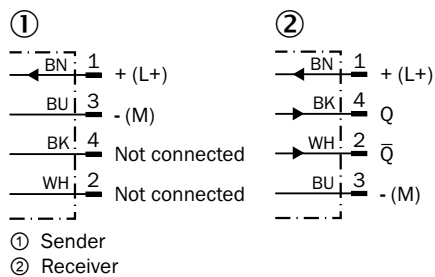 ① ②
BN 1 + (L+)
BU 3 - (M)
BK 4 Not connected
WH 2 Not connected
BN 1 + (L+)
BK 4 Q
WH 2 Q̅
BU 3 - (M)
① Sender
② Receiver